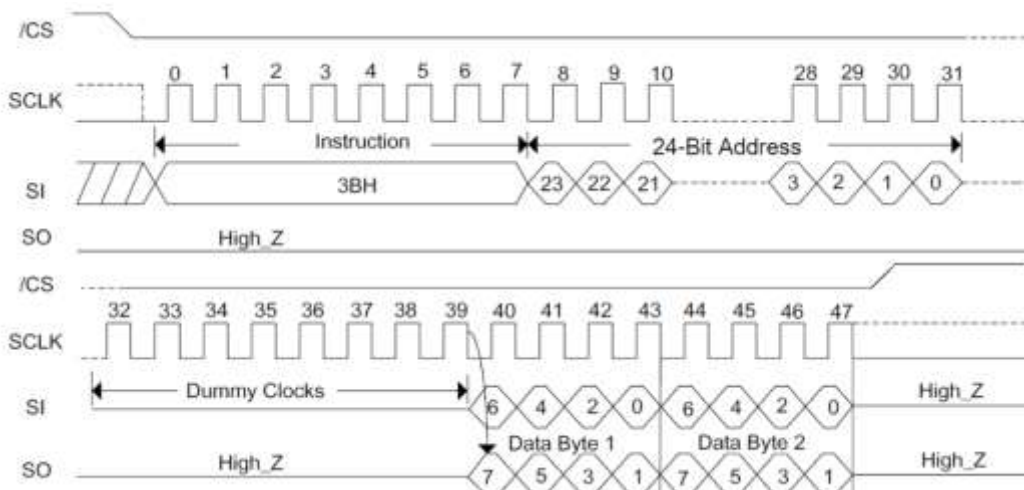 /CS
0 1 2 3 4 5 6 7 8 9 10 28 29 30 31
SCLK
Instruction 24-Bit Address
SI 3BH 23 22 21 3 2 1 0
SO High_Z
/CS
32 33 34 35 36 37 38 39 40 41 42 43 44 45 46 47
SCLK
Dummy Clocks High_Z
SI 6 4 2 0 6 4 2 0
Data Byte 1 Data Byte 2
SO High_Z 7 5 3 1 7 5 3 1 High_Z